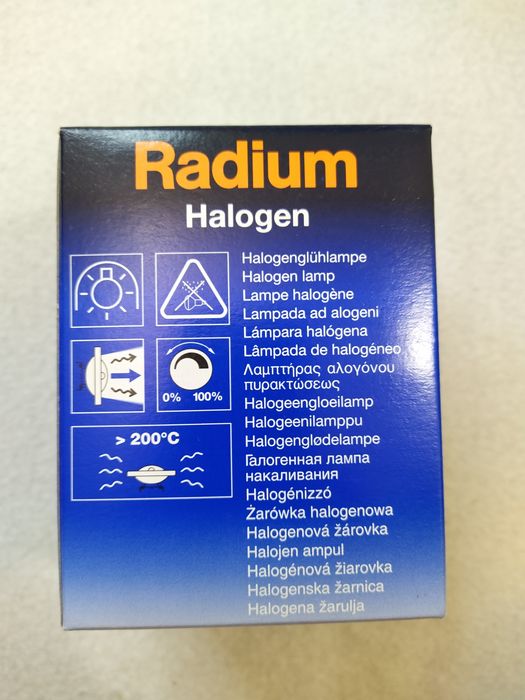 Radium
Halogen
0% 100%
> 200°C
Halogenglühlampe
Halogen lamp
Lampe halogène
Lampada ad alogeni
Lámpara halógena
Lâmpada de halogéneo
Λαμπτήρας αλογόνου
πυρακτώσεως
Halogeengloeilamp
Halogeenilamppu
Halogenglødelampe
Галогенная лампа
накаливания
Halogénizzó
Żarówka halogenowa
Halogenová žárovka
Halojen ampul
Halogénová žiarovka
Halogenska žarnica
Halogena žarulja